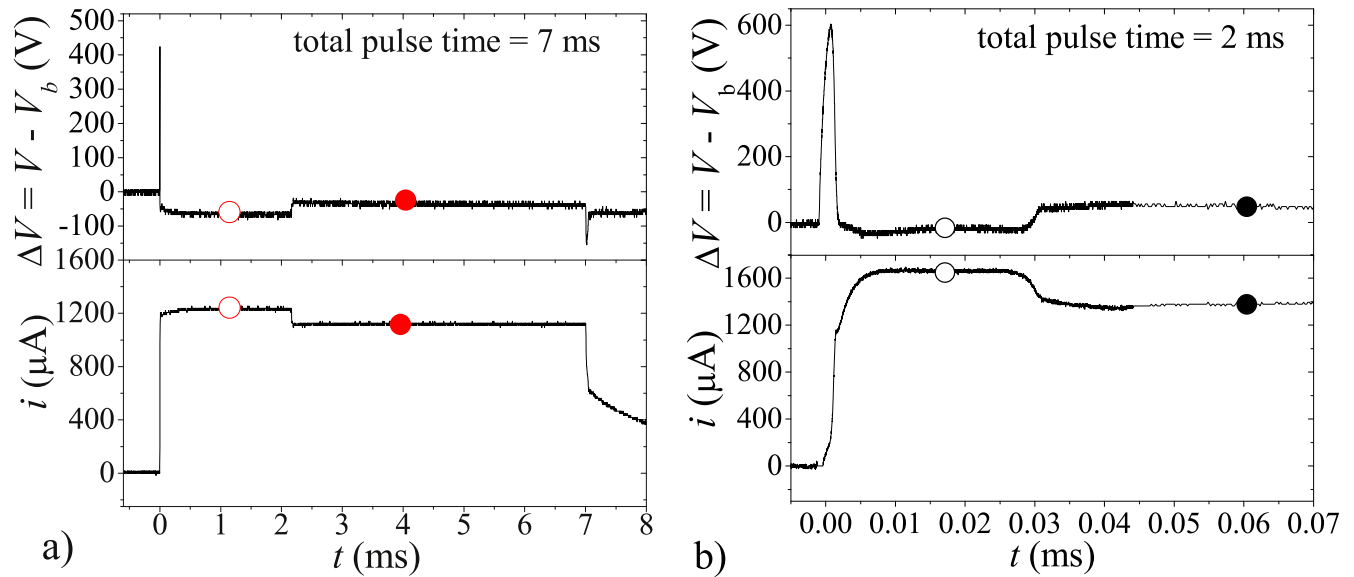 total pulse time = 7 ms
ΔV = V - V_b (V)
500
400
300
200
100
0
-100
1600
1200
800
400
0
i (μA)
0 1 2 3 4 5 6 7 8
a) t (ms)
total pulse time = 2 ms
ΔV = V - V_b (V)
600
400
200
0
1600
1200
800
400
0
i (μA)
0.00 0.01 0.02 0.03 0.04 0.05 0.06 0.07
b) t (ms)